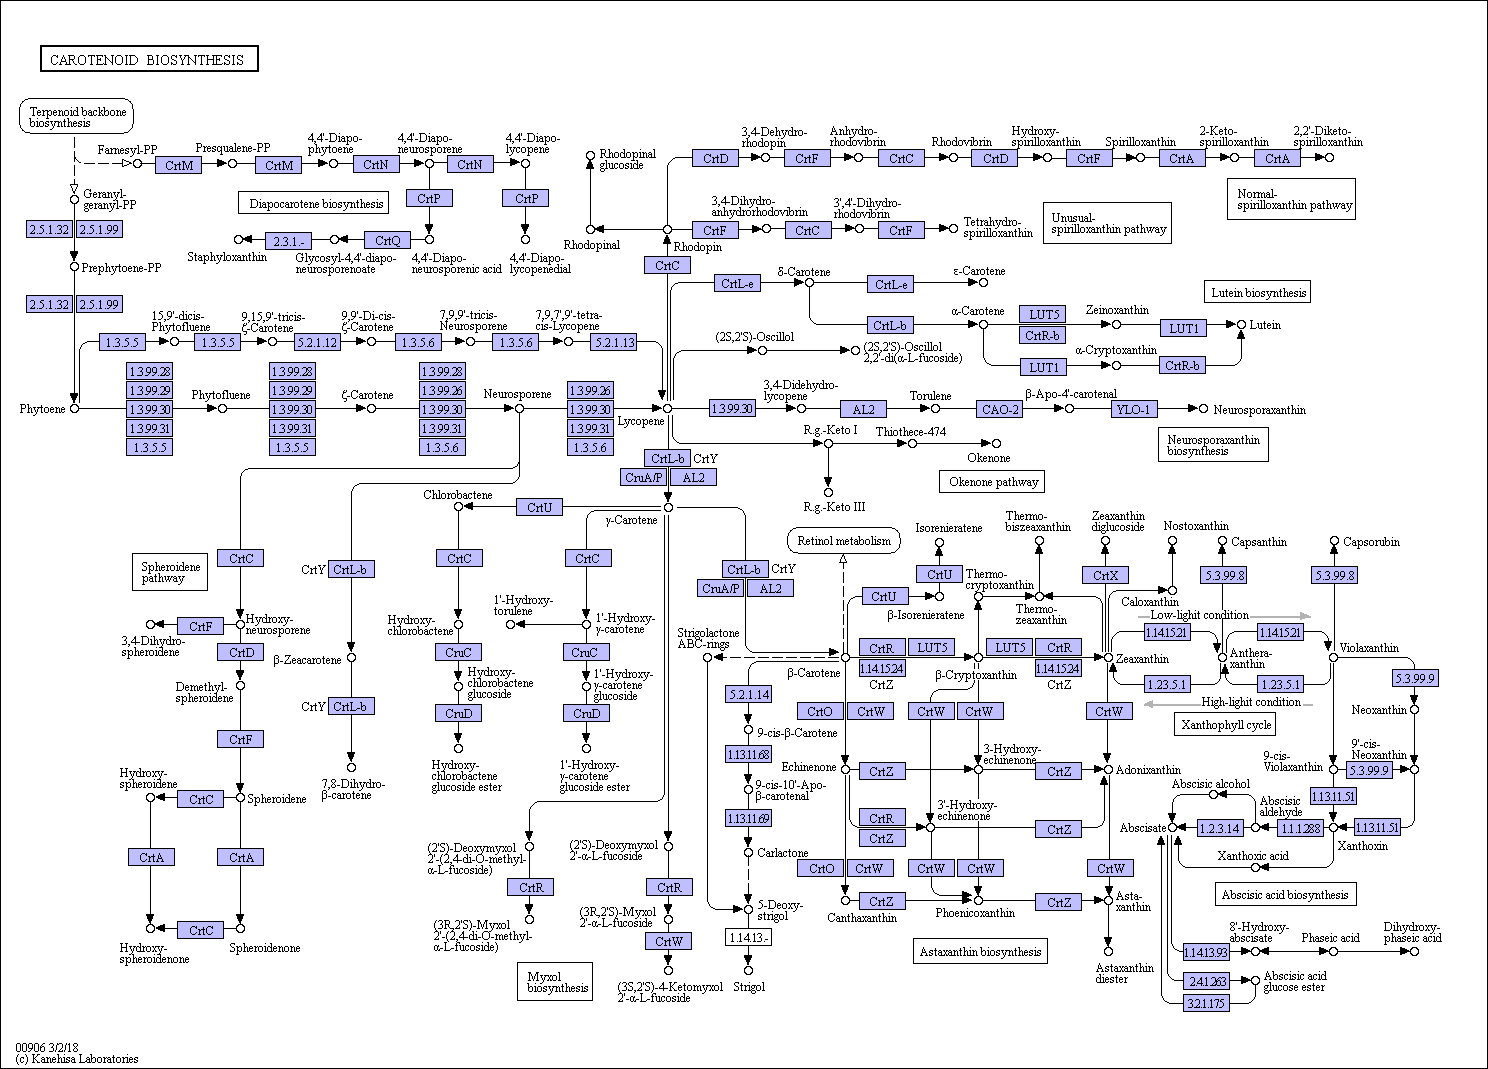 CAROTENOID BIOSYNTHESIS
Terpenoid backbone
biosynthesis
Farnesyl-PP
CrtM
Presqualene-PP
CrtM
4,4'-Diapo-
phytoene
CrtN
4,4'-Diapo-
neurosporene
CrtN
4,4'-Diapo-
lycopene
CrtP
CrtP
Diapocarotene biosynthesis
Staphyloxanthin
2.3.1.-
Glycosyl-4,4'-diapo-
neurosporenoate
CrtQ
4,4'-Diapo-
neurosporenic acid
4,4'-Diapo-
lycopenedial
Geranyl-
geranyl-PP
2.5.1.32
2.5.1.99
Prephytoene-PP
2.5.1.32
2.5.1.99
Rhodopinal
glucoside
Rhodopinal
Rhodopin
CrtC
CrtD
3,4-Dehydro-
rhodopin
CrtF
Anhydro-
rhodovibrin
CrtC
Rhodovibrin
CrtD
Hydroxy-
spirilloxanthin
CrtF
Spirilloxanthin
CrtA
2-Keto-
spirilloxanthin
CrtA
2,2'-Diketo-
spirilloxanthin
Normal-
spirilloxanthin pathway
CrtF
3,4-Dihydro-
anhydrorhodovibrin
CrtC
3',4'-Dihydro-
rhodovibrin
CrtF
Tetrahydro-
spirilloxanthin
Unusual-
spirilloxanthin pathway
CrtL-e
δ-Carotene
CrtL-e
ε-Carotene
CrtL-b
α-Carotene
LUT5
CrtR-b
Zeinoxanthin
LUT1
Lutein
LUT1
α-Cryptoxanthin
CrtR-b
Lutein biosynthesis
(2S,2'S)-Oscillol
(2S,2'S)-Oscillol
2,2'-di(α-L-fucoside)
1.3.5.5
15,9'-dicis-
Phytofluene
1.3.5.5
9,15,9'-tricis-
ζ-Carotene
5.2.1.12
9,9'-Di-cis-
ζ-Carotene
1.3.5.6
7,9,9'-tricis-
Neurosporene
1.3.5.6
7,9,7',9'-tetra-
cis-Lycopene
5.2.1.13
Phytoene
1.3.99.28
1.3.99.29
1.3.99.30
1.3.99.31
1.3.5.5
Phytofluene
1.3.99.28
1.3.99.29
1.3.99.30
1.3.99.31
1.3.5.5
ζ-Carotene
1.3.99.28
1.3.99.26
1.3.99.30
1.3.99.31
1.3.5.6
Neurosporene
1.3.99.26
1.3.99.30
1.3.99.31
1.3.5.6
Lycopene
1.3.99.30
3,4-Didehydro-
lycopene
AL2
Torulene
CAO-2
β-Apo-4'-carotenal
YLO-1
Neurosporaxanthin
Neurosporaxanthin
biosynthesis
R.g.-Keto I
Thiothece-474
Okenone
R.g.-Keto III
Okenone pathway
CrtL-b
CrtY
CruA/P
AL2
γ-Carotene
Chlorobactene
CrtU
Spheroidene
pathway
CrtC
Hydroxy-
neurosporene
CrtF
3,4-Dihydro-
spheroidene
CrtD
Demethyl-
spheroidene
CrtF
Hydroxy-
spheroidene
CrtC
Spheroidene
CrtA
CrtA
CrtC
Hydroxy-
spheroidenone
Spheroidenone
CrtY
CrtL-b
β-Zeacarotene
CrtY
CrtL-b
7,8-Dihydro-
β-carotene
CrtC
Hydroxy-
chlorobactene
CruC
Hydroxy-
chlorobactene
glucoside
CruD
Hydroxy-
chlorobactene
glucoside ester
CrtC
1'-Hydroxy-
torulene
1'-Hydroxy-
γ-carotene
CruC
1'-Hydroxy-
γ-carotene
glucoside
CruD
1'-Hydroxy-
γ-carotene
glucoside ester
(2'S)-Deoxymyxol
2'-(2,4-di-O-methyl-
α-L-fucoside)
CrtR
(3R,2'S)-Myxol
2'-(2,4-di-O-methyl-
α-L-fucoside)
(2'S)-Deoxymyxol
2'-α-L-fucoside
CrtR
(3R,2'S)-Myxol
2'-α-L-fucoside
CrtW
(3S,2'S)-4-Ketomyxol
2'-α-L-fucoside
Myxol
biosynthesis
CrtL-b
CrtY
CruA/P
AL2
Strigolactone
ABC-rings
5.2.1.14
9-cis-β-Carotene
1.13.11.68
9-cis-10'-Apo-
β-carotenal
1.13.11.69
Carlactone
5-Deoxy-
strigol
1.14.13.-
Strigol
Retinol metabolism
β-Carotene
CrtU
β-Isorenieratene
CrtU
Isorenieratene
CrtR
LUT5
1.14.15.24
CrtZ
β-Cryptoxanthin
Thermo-
cryptoxanthin
Thermo-
biszeaxanthin
Thermo-
zeaxanthin
LUT5
CrtR
1.14.15.24
CrtZ
Zeaxanthin
Zeaxanthin
diglucoside
CrtX
Nostoxanthin
Caloxanthin
Capsanthin
5.3.99.8
Capsorubin
5.3.99.8
Low-light condition
1.14.15.21
1.14.15.21
Anthera-
xanthin
Violaxanthin
1.23.5.1
1.23.5.1
High-light condition
Xanthophyll cycle
5.3.99.9
Neoxanthin
9'-cis-
Neoxanthin
9-cis-
Violaxanthin
5.3.99.9
1.13.11.51
1.13.11.51
Xanthoxin
Abscisic alcohol
Abscisic
aldehyde
1.1.1.288
1.2.3.14
Abscisate
Xanthoxic acid
Abscisic acid biosynthesis
1.14.13.93
8'-Hydroxy-
abscisate
Phaseic acid
Dihydroxy-
phaseic acid
2.4.1.263
Abscisic acid
glucose ester
3.2.1.175
CrtO
CrtW
CrtW
CrtW
CrtW
Echinenone
CrtZ
3-Hydroxy-
echinenone
CrtZ
Adonixanthin
CrtR
CrtZ
3'-Hydroxy-
echinenone
CrtZ
CrtO
CrtW
CrtW
CrtW
CrtW
Canthaxanthin
CrtZ
Phoenicoxanthin
CrtZ
Asta-
xanthin
Astaxanthin
diester
Astaxanthin biosynthesis
00906 3/2/18
(c) Kanehisa Laboratories